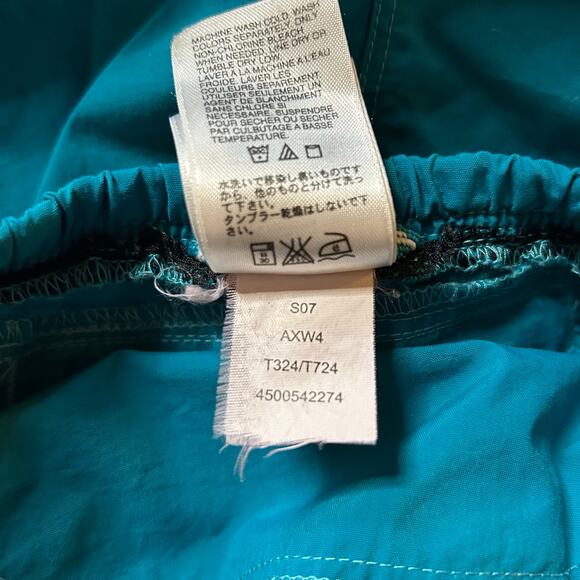 MACHINE WASH COLD. WASH
COLORS SEPARATELY. ONLY
NON-CHLORINE BLEACH
WHEN NEEDED. LINE DRY OR
TUMBLE DRY LOW.
LAVER À LA MACHINE À L'EAU
FROIDE. LAVER LES
COULEURS SÉPARÉMENT.
UTILISER SEULEMENT UN
AGENT DE BLANCHIMENT
SANS CHLORE SI
NÉCESSAIRE. SUSPENDRE
POUR SÉCHER OU SÉCHER
PAR CULBUTAGE À BASSE
TEMPÉRATURE.
水洗いで移染し易いものです
から 他のものと分けて洗っ
て下さい。
タンブラー乾燥はしないで下
さい。
S07
AXW4
T324/T724
4500542274